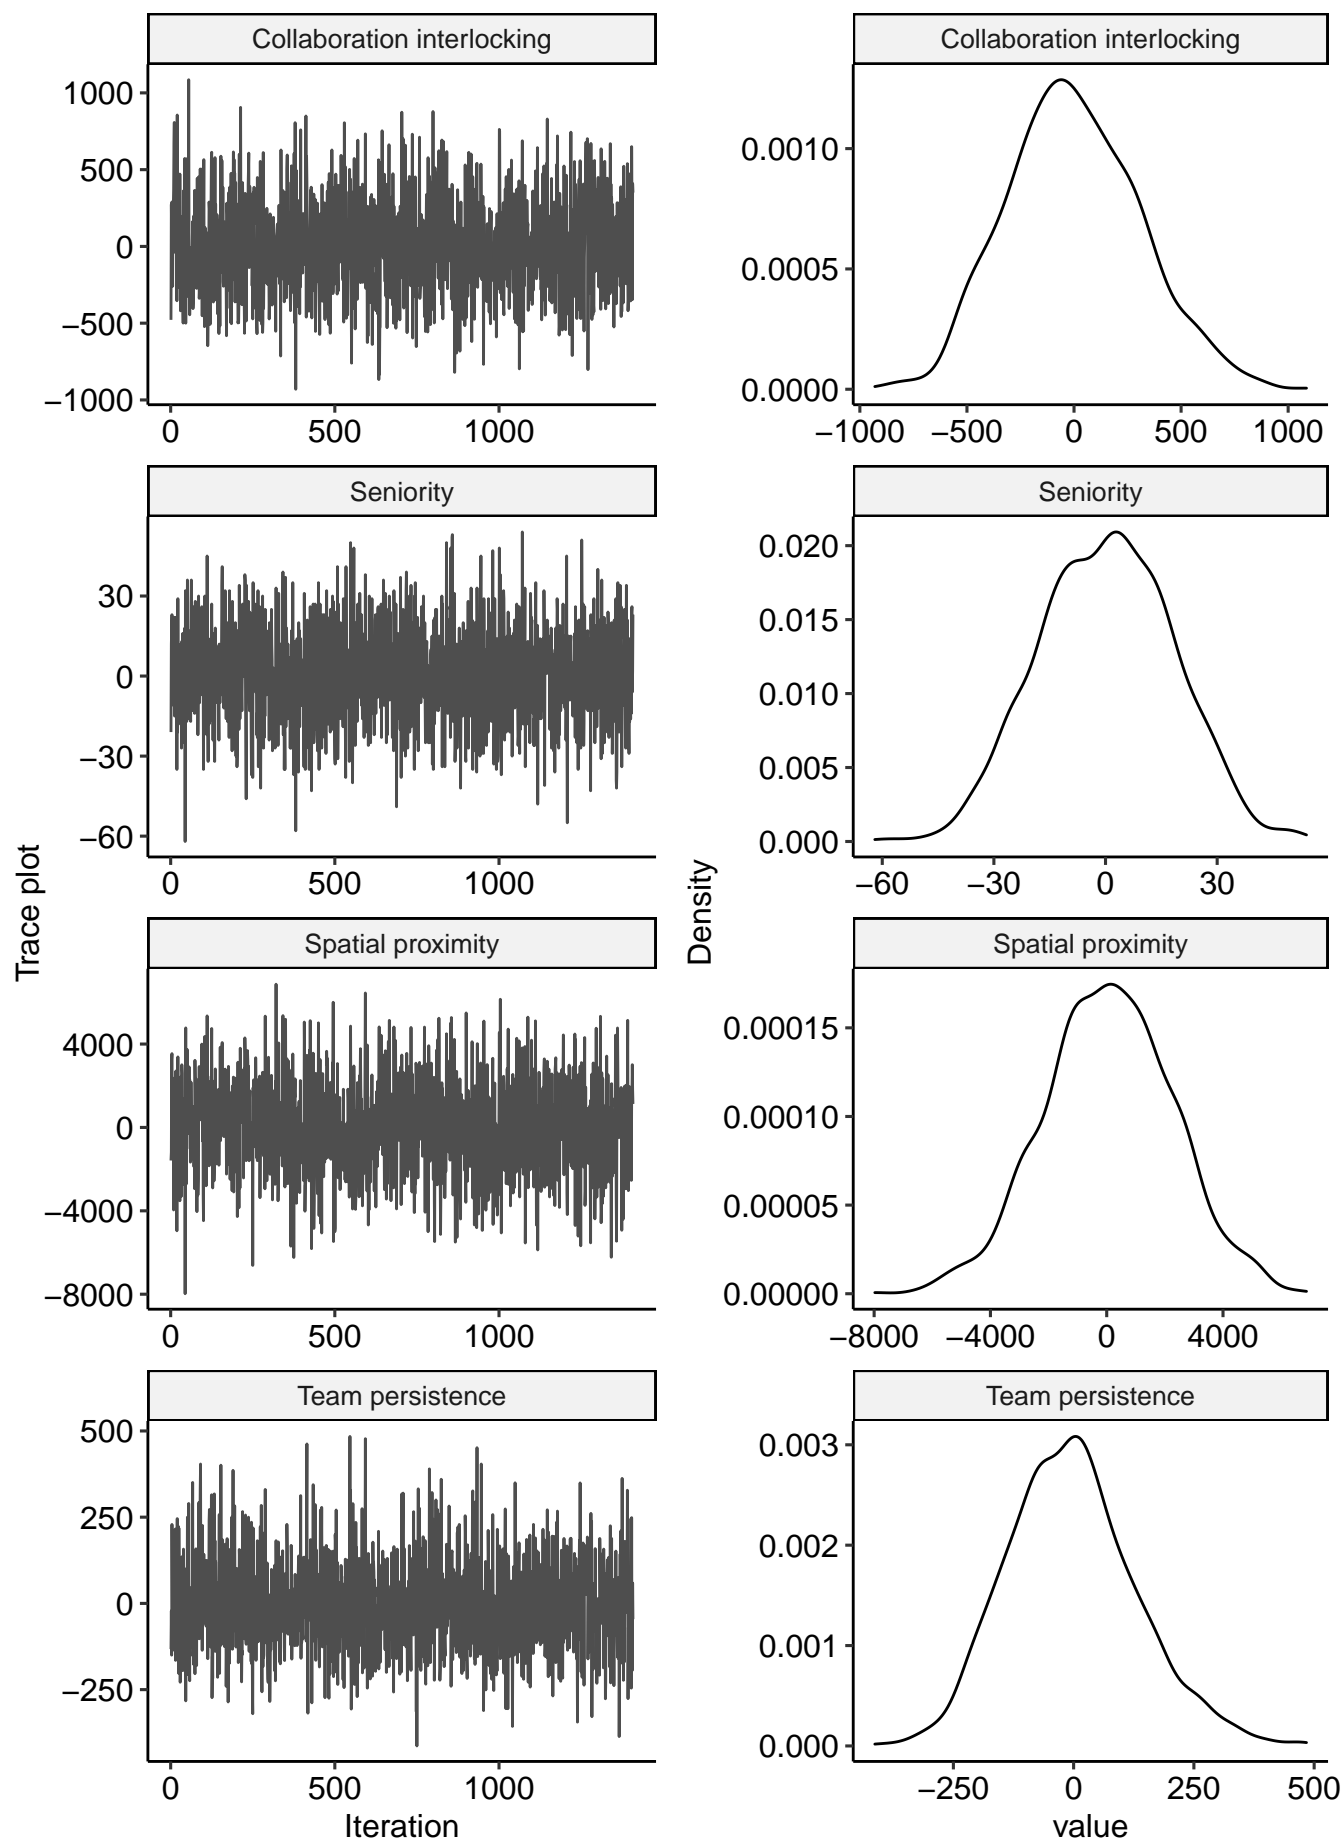 Collaboration interlocking
1000
500
0
−500
−1000
0 500 1000
Collaboration interlocking
0.0010
0.0005
0.0000
−1000 −500 0 500 1000
Seniority
30
0
−30
−60
0 500 1000
Seniority
0.020
0.015
0.010
0.005
0.000
−60 −30 0 30
Trace plot
Density
Spatial proximity
4000
0
−4000
−8000
0 500 1000
Spatial proximity
0.00015
0.00010
0.00005
0.00000
−8000 −4000 0 4000
Team persistence
500
250
0
−250
0 500 1000
Iteration
Team persistence
0.003
0.002
0.001
0.000
−250 0 250 500
value